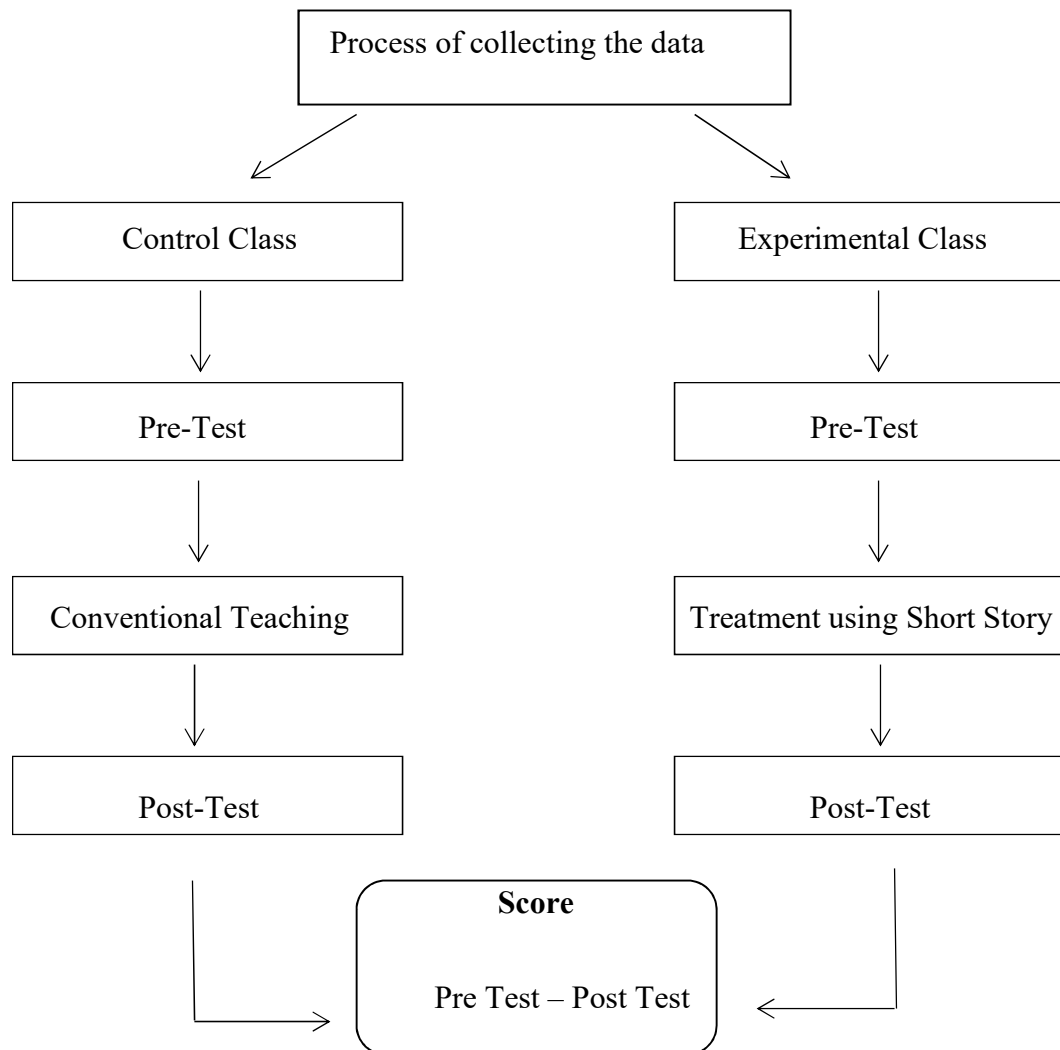 Process of collecting the data
Control Class
Experimental Class
Pre-Test
Pre-Test
Conventional Teaching
Treatment using Short Story
Post-Test
Post-Test
Score
Pre Test – Post Test